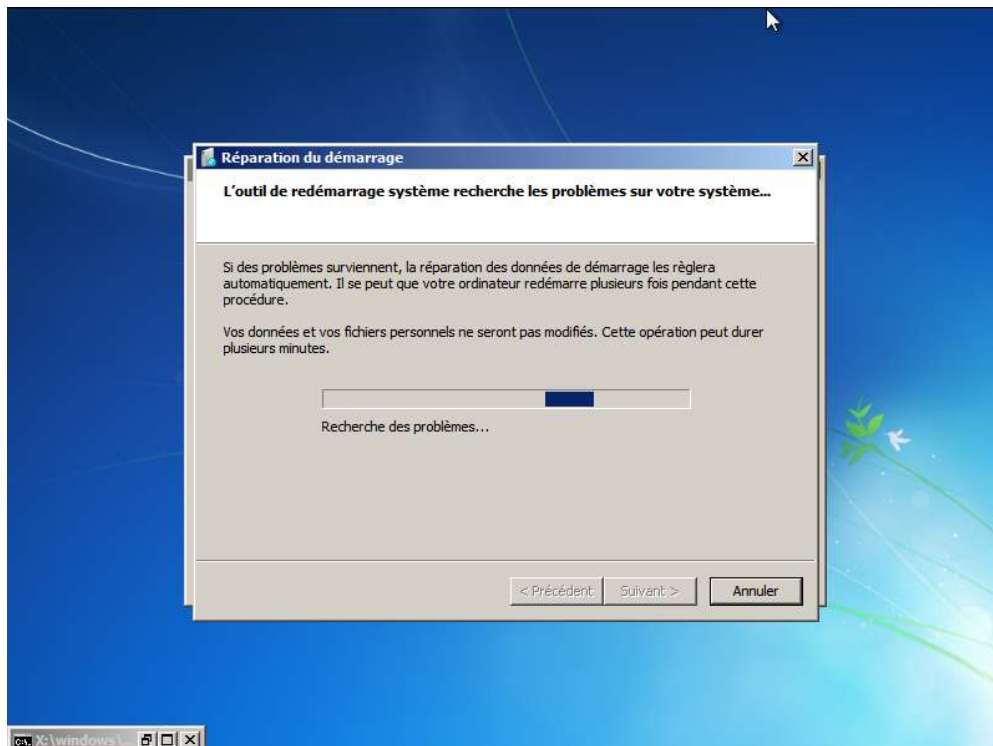 Réparation du démarrage
L'outil de redémarrage système recherche les problèmes sur votre système...
Si des problèmes surviennent, la réparation des données de démarrage les règlera
automatiquement. Il se peut que votre ordinateur redémarre plusieurs fois pendant cette
procédure.
Vos données et vos fichiers personnels ne seront pas modifiés. Cette opération peut durer
plusieurs minutes.
Recherche des problèmes...
< Précédent Suivant > Annuler
X:\windows\...